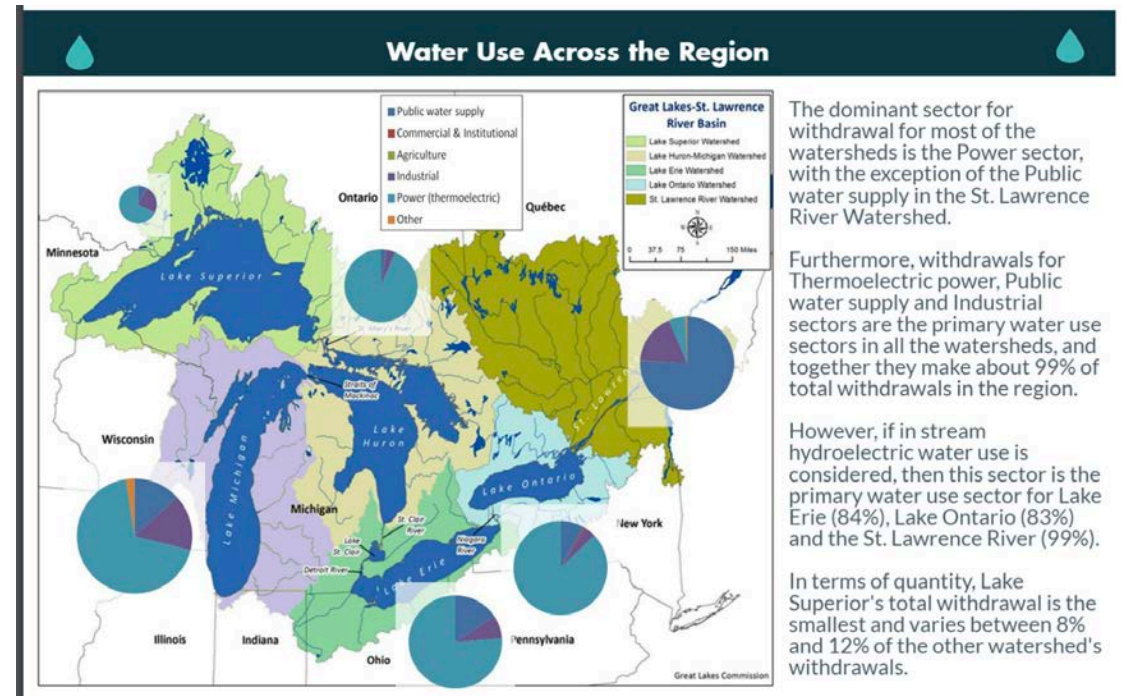 Water Use Across the Region
Public water supply
Commercial & Institutional
Agriculture
Industrial
Power (thermoelectric)
Other
Great Lakes-St. Lawrence
River Basin
Lake Superior Watershed
Lake Huron-Michigan Watershed
Lake Erie Watershed
Lake Ontario Watershed
St. Lawrence River Watershed
N
S
0 37.5 75 150 Miles
Ontario
Québec
Minnesota
Lake Superior
St. Mary's River
Straits of
Mackinac
Lake
Huron
Wisconsin
Lake Michigan
Michigan
St. Lawrence
Lake Ontario
New York
St. Clair
River
Lake
St. Clair
Detroit River
Niagara
River
Lake Erie
Illinois
Indiana
Ohio
Pennsylvania
Great Lakes Commission
The dominant sector for
withdrawal for most of the
watersheds is the Power sector,
with the exception of the Public
water supply in the St. Lawrence
River Watershed.
Furthermore, withdrawals for
Thermoelectric power, Public
water supply and Industrial
sectors are the primary water use
sectors in all the watersheds, and
together they make about 99% of
total withdrawals in the region.
However, if in stream
hydroelectric water use is
considered, then this sector is the
primary water use sector for Lake
Erie (84%), Lake Ontario (83%)
and the St. Lawrence River (99%).
In terms of quantity, Lake
Superior's total withdrawal is the
smallest and varies between 8%
and 12% of the other watershed's
withdrawals.